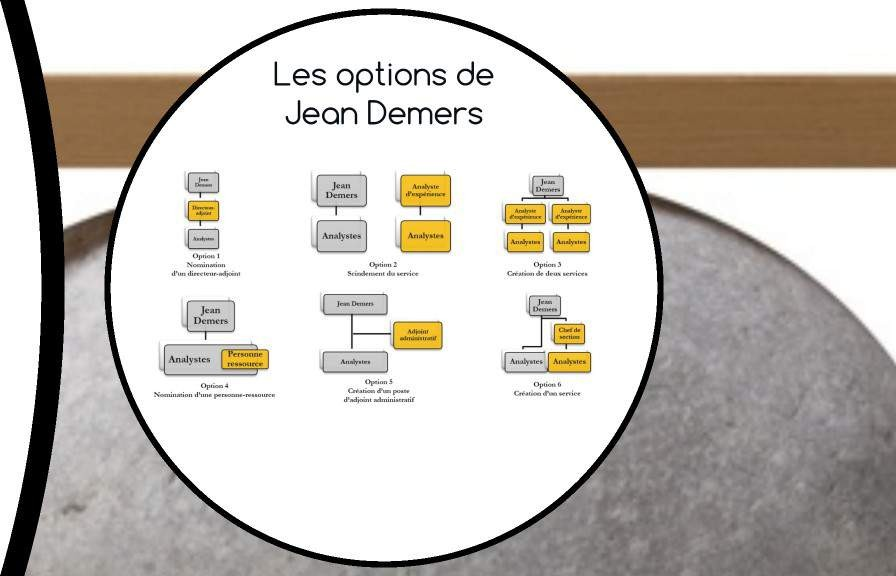 Les options de
Jean Demers
Jean
Demers
Directeur-
adjoint
Analystes
Option 1
Nomination
d'un directeur-adjoint
Jean
Demers
Analyste
d'expérience
Analystes
Analystes
Option 2
Scindement du service
Jean
Demers
Analyste
d'expérience
Analyste
d'expérience
Analystes
Analystes
Option 3
Création de deux services
Jean
Demers
Analystes
Personne
ressource
Option 4
Nomination d'une personne-ressource
Jean Demers
Adjoint
administratif
Analystes
Option 5
Création d'un poste
d'adjoint administratif
Jean
Demers
Chef de
section
Analystes
Analystes
Option 6
Création d'un service